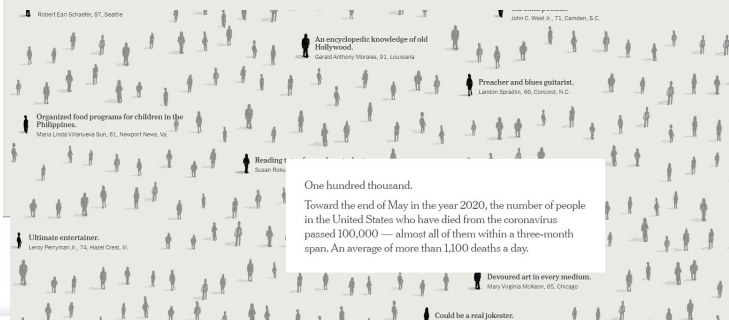 Robert Earl Schaefer, 87, Seattle
John C. West Jr., 71, Camden, S.C.
An encyclopedic knowledge of old
Hollywood.
Gerald Anthony Morales, 91, Louisiana
Preacher and blues guitarist.
Landon Spradlin, 66, Concord, N.C.
Organized food programs for children in the
Philippines.
Maria Linda Villanueva Sun, 61, Newport News, Va.
Reading
Susan
One hundred thousand.
Toward the end of May in the year 2020, the number of people
in the United States who have died from the coronavirus
passed 100,000 — almost all of them within a three-month
span. An average of more than 1,100 deaths a day.
Ultimate entertainer.
Leroy Perryman Jr., 74, Hazel Crest, Ill.
Devoured art in every medium.
Mary Virginia McKeon, 65, Chicago
Could be a real jokester.